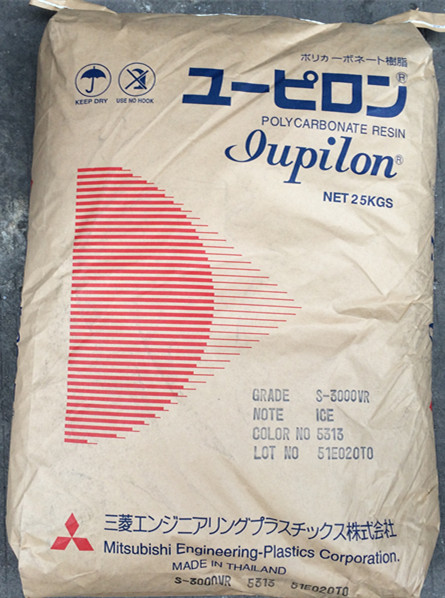 ポリカーボネート樹脂
ユーピロン®
KEEP DRY
USE NO HOOK
POLYCARBONATE RESIN
Iupilon®
NET 25KGS
GRADE S-3000VR
NOTE ICE
COLOR NO 5313
LOT NO 51E020T0
三菱エンジニアリングプラスチックス株式会社
Mitsubishi Engineering-Plastics Corporation.
MADE IN THAILAND
S-3000VR 5313 51E020T0